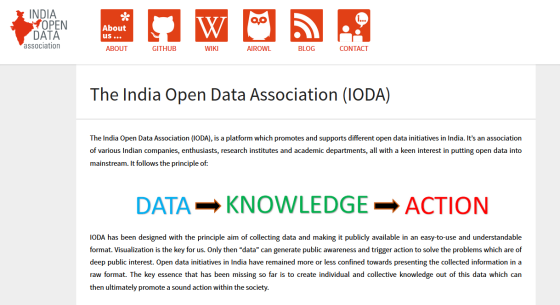 INDIA
OPEN
DATA
association
About
us ...
*
W
i...
ABOUT
GITHUB
WIKI
AIROWL
BLOG
CONTACT
The India Open Data Association (IODA)
The India Open Data Association (IODA), is a platform which promotes and supports different open data initiatives in India. It's an association
of various Indian companies, enthusiasts, research institutes and academic departments, all with a keen interest in putting open data into
mainstream. It follows the principle of:
DATA KNOWLEDGE ACTION
IODA has been designed with the principle aim of collecting data and making it publicly available in an easy-to-use and understandable
format. Visualization is the key for us. Only then “data” can generate public awareness and trigger action to solve the problems which are of
deep public interest. Open data initiatives in India have remained more or less confined towards presenting the collected information in a
raw format. The key essence that has been missing so far is to create individual and collective knowledge out of this data which can
then ultimately promote a sound action within the society.